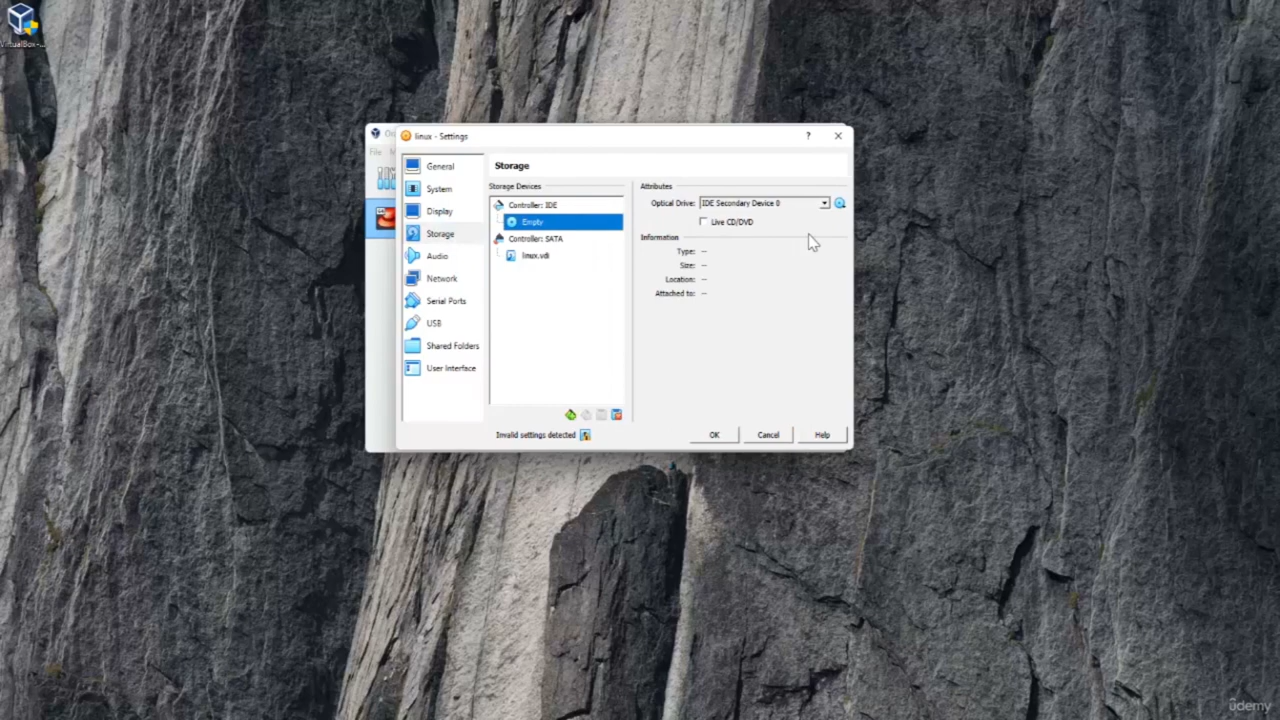 VirtualBox -...
linux - Settings
?
File
General
System
Display
Storage
Audio
Network
Serial Ports
USB
Shared Folders
User Interface
Storage
Storage Devices
Controller: IDE
Empty
Controller: SATA
linux.vdi
Attributes
Optical Drive: IDE Secondary Device 0
Live CD/DVD
Information
Type: --
Size: --
Location: --
Attached to: --
Invalid settings detected
OK
Cancel
Help
ûdemy